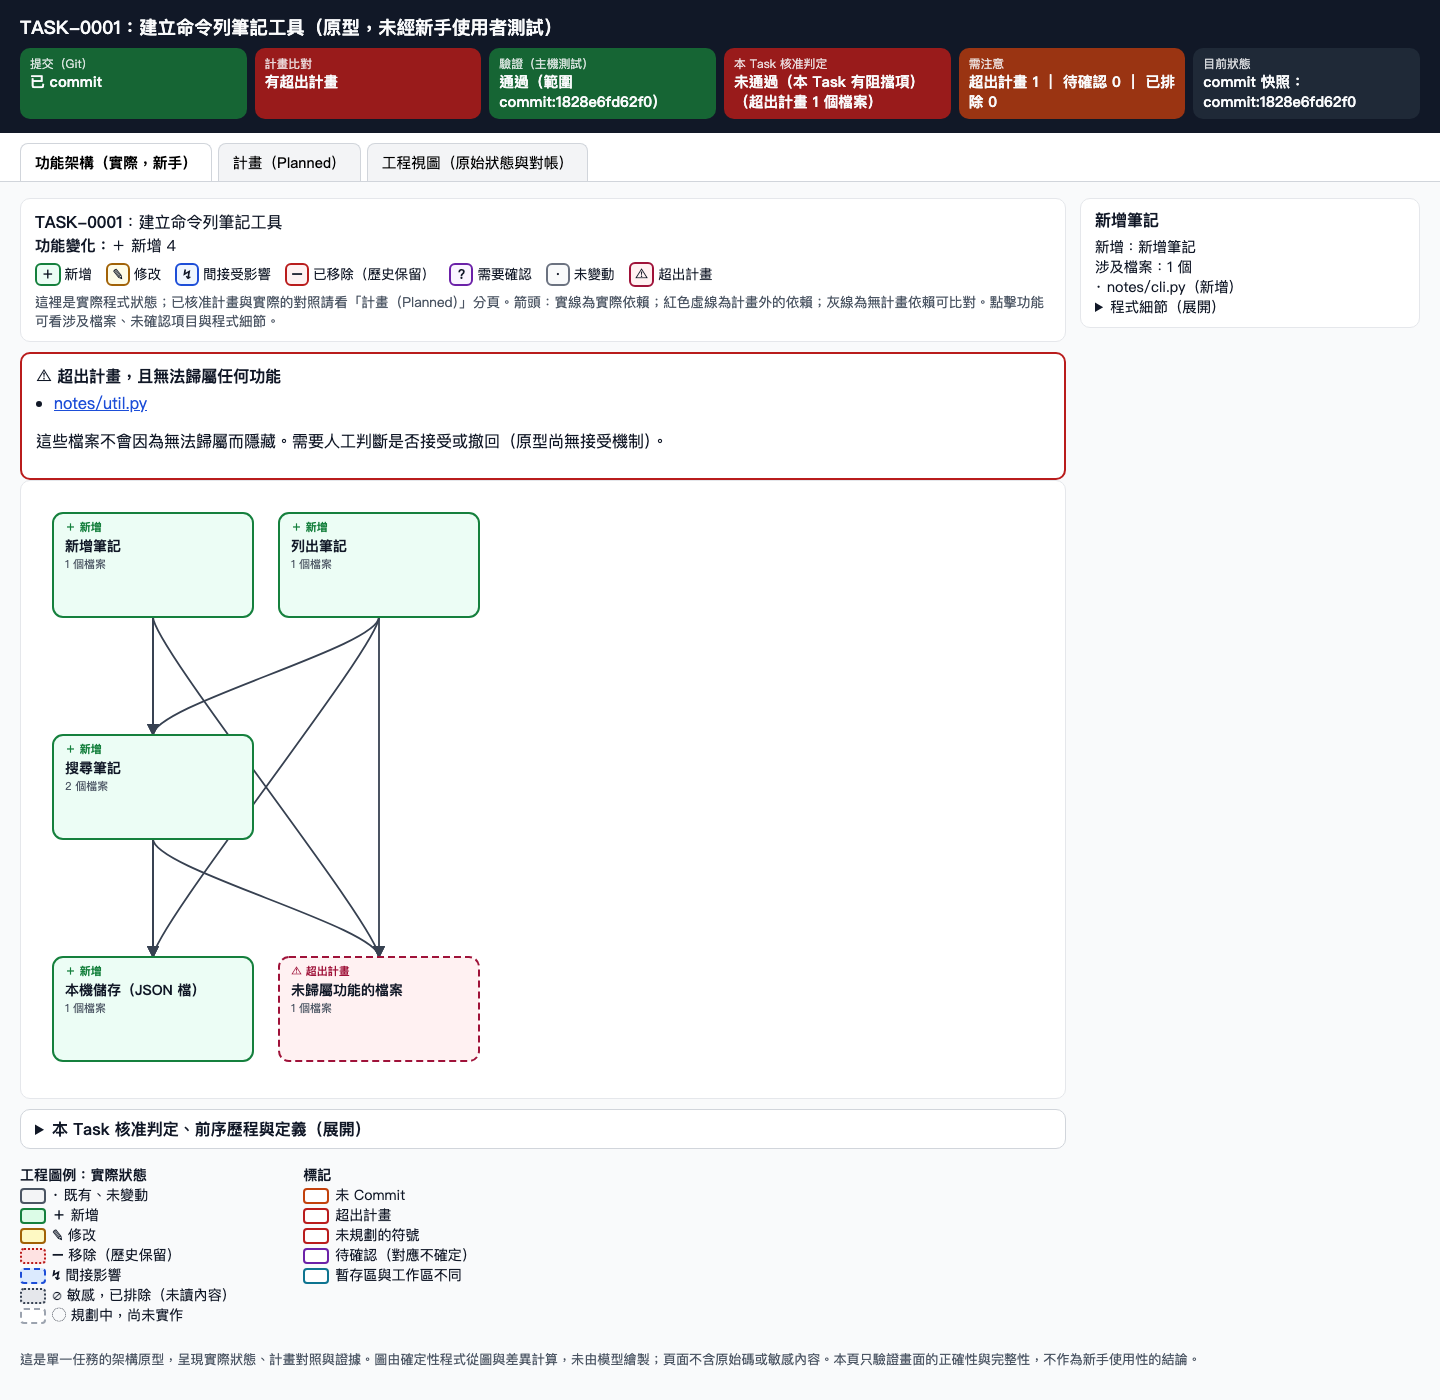 TASK-0001：建立命令列筆記工具（原型，未經新手使用者測試）
提交（Git）
已 commit
計畫比對
有超出計畫
驗證（主機測試）
通過（範圍
commit:1828e6fd62f0）
本 Task 核准判定
未通過（本 Task 有阻擋項）
（超出計畫 1 個檔案）
需注意
超出計畫 1 ｜ 待確認 0 ｜ 已排
除 0
目前狀態
commit 快照：
commit:1828e6fd62f0
功能架構（實際，新手）
計畫（Planned）
工程視圖（原始狀態與對帳）
TASK-0001：建立命令列筆記工具
功能變化：＋ 新增 4
＋ 新增
✎ 修改
↯ 間接受影響
− 已移除（歷史保留）
? 需要確認
· 未變動
⚠ 超出計畫
這裡是實際程式狀態；已核准計畫與實際的對照請看「計畫（Planned）」分頁。箭頭：實線為實際依賴；紅色虛線為計畫外的依賴；灰線為無計畫依賴可比對。點擊功能
可看涉及檔案、未確認項目與程式細節。
新增筆記
新增：新增筆記
涉及檔案：1 個
· notes/cli.py（新增）
▶ 程式細節（展開）
⚠ 超出計畫，且無法歸屬任何功能
• notes/util.py
這些檔案不會因為無法歸屬而隱藏。需要人工判斷是否接受或撤回（原型尚無接受機制）。
＋ 新增
新增筆記
1 個檔案
＋ 新增
列出筆記
1 個檔案
＋ 新增
搜尋筆記
2 個檔案
＋ 新增
本機儲存（JSON 檔）
1 個檔案
⚠ 超出計畫
未歸屬功能的檔案
1 個檔案
▶ 本 Task 核准判定、前序歷程與定義（展開）
工程圖例：實際狀態
· 既有、未變動
＋ 新增
✎ 修改
− 移除（歷史保留）
↯ 間接影響
⊘ 敏感，已排除（未讀內容）
◌ 規劃中，尚未實作
標記
未 Commit
超出計畫
未規劃的符號
待確認（對應不確定）
暫存區與工作區不同
這是單一任務的架構原型，呈現實際狀態、計畫對照與證據。圖由確定性程式從圖與差異計算，未由模型繪製；頁面不含原始碼或敏感內容。本頁只驗證畫面的正確性與完整性，不作為新手使用性的結論。